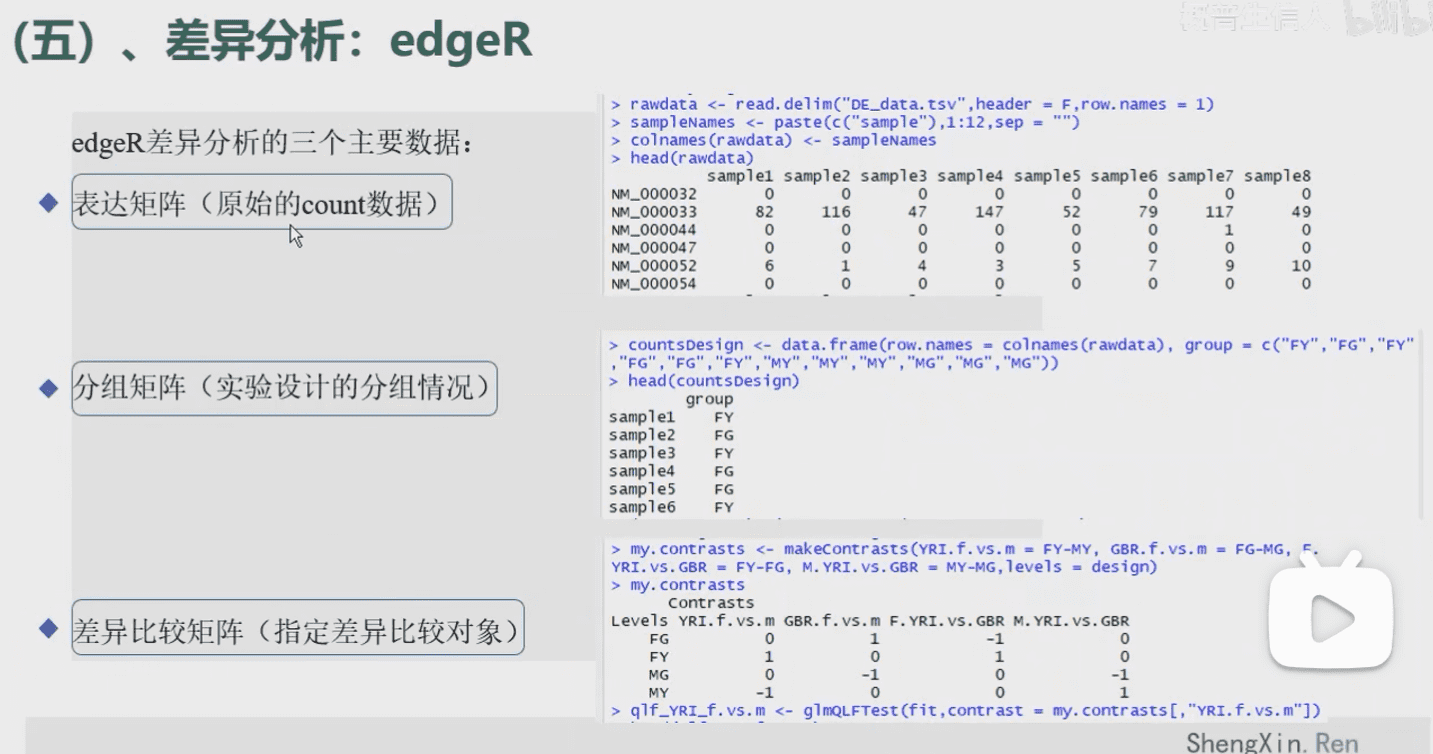 (五）、差异分析：edgeR
edgeR差异分析的三个主要数据：
表达矩阵（原始的count数据）
> rawdata <- read.delim("DE_data.tsv",header = F,row.names = 1)
> sampleNames <- paste(c("sample"),1:12,sep = "")
> colnames(rawdata) <- sampleNames
> head(rawdata)
sample1 sample2 sample3 sample4 sample5 sample6 sample7 sample8
NM_000032 0 0 0 0 0 0 0 0
NM_000033 82 116 47 147 52 79 117 49
NM_000044 0 0 0 0 0 0 1 0
NM_000047 0 0 0 0 0 0 0 0
NM_000052 6 1 4 3 5 7 9 10
NM_000054 0 0 0 0 0 0 0 0
分组矩阵（实验设计的分组情况）
> countsDesign <- data.frame(row.names = colnames(rawdata), group = c("FY","FG","FY"
,"FG","FG","FY","MY","MY","MY","MG","MG","MG"))
> head(countsDesign)
group
sample1 FY
sample2 FG
sample3 FY
sample4 FG
sample5 FG
sample6 FY
差异比较矩阵（指定差异比较对象）
> my.contrasts <- makeContrasts(YRI.f.vs.m = FY-MY, GBR.f.vs.m = FG-MG, F.
YRI.vs.GBR = FY-FG, M.YRI.vs.GBR = MY-MG,levels = design)
> my.contrasts
Contrasts
Levels YRI.f.vs.m GBR.f.vs.m F.YRI.vs.GBR M.YRI.vs.GBR
FG 0 1 -1 0
FY 1 0 1 0
MG 0 -1 0 -1
MY -1 0 0 1
> qlf_YRI_f.vs.m <- glmQLFTest(fit,contrast = my.contrasts[,"YRI.f.vs.m"])
ShengXin.Ren